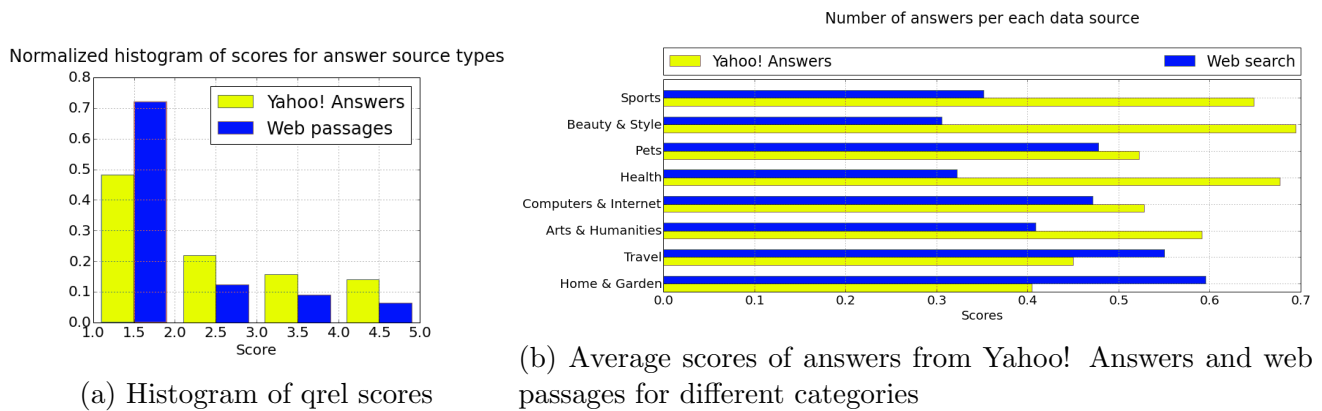 Normalized histogram of scores for answer source types
0.8
0.7
0.6
0.5
0.4
0.3
0.2
0.1
0.0
Yahoo! Answers
Web passages
1.0 1.5 2.0 2.5 3.0 3.5 4.0 4.5 5.0
Score
(a) Histogram of qrel scores
Number of answers per each data source
Yahoo! Answers Web search
Sports
Beauty & Style
Pets
Health
Computers & Internet
Arts & Humanities
Travel
Home & Garden
0.0 0.1 0.2 0.3 0.4 0.5 0.6 0.7
Scores
(b) Average scores of answers from Yahoo! Answers and web
passages for different categories